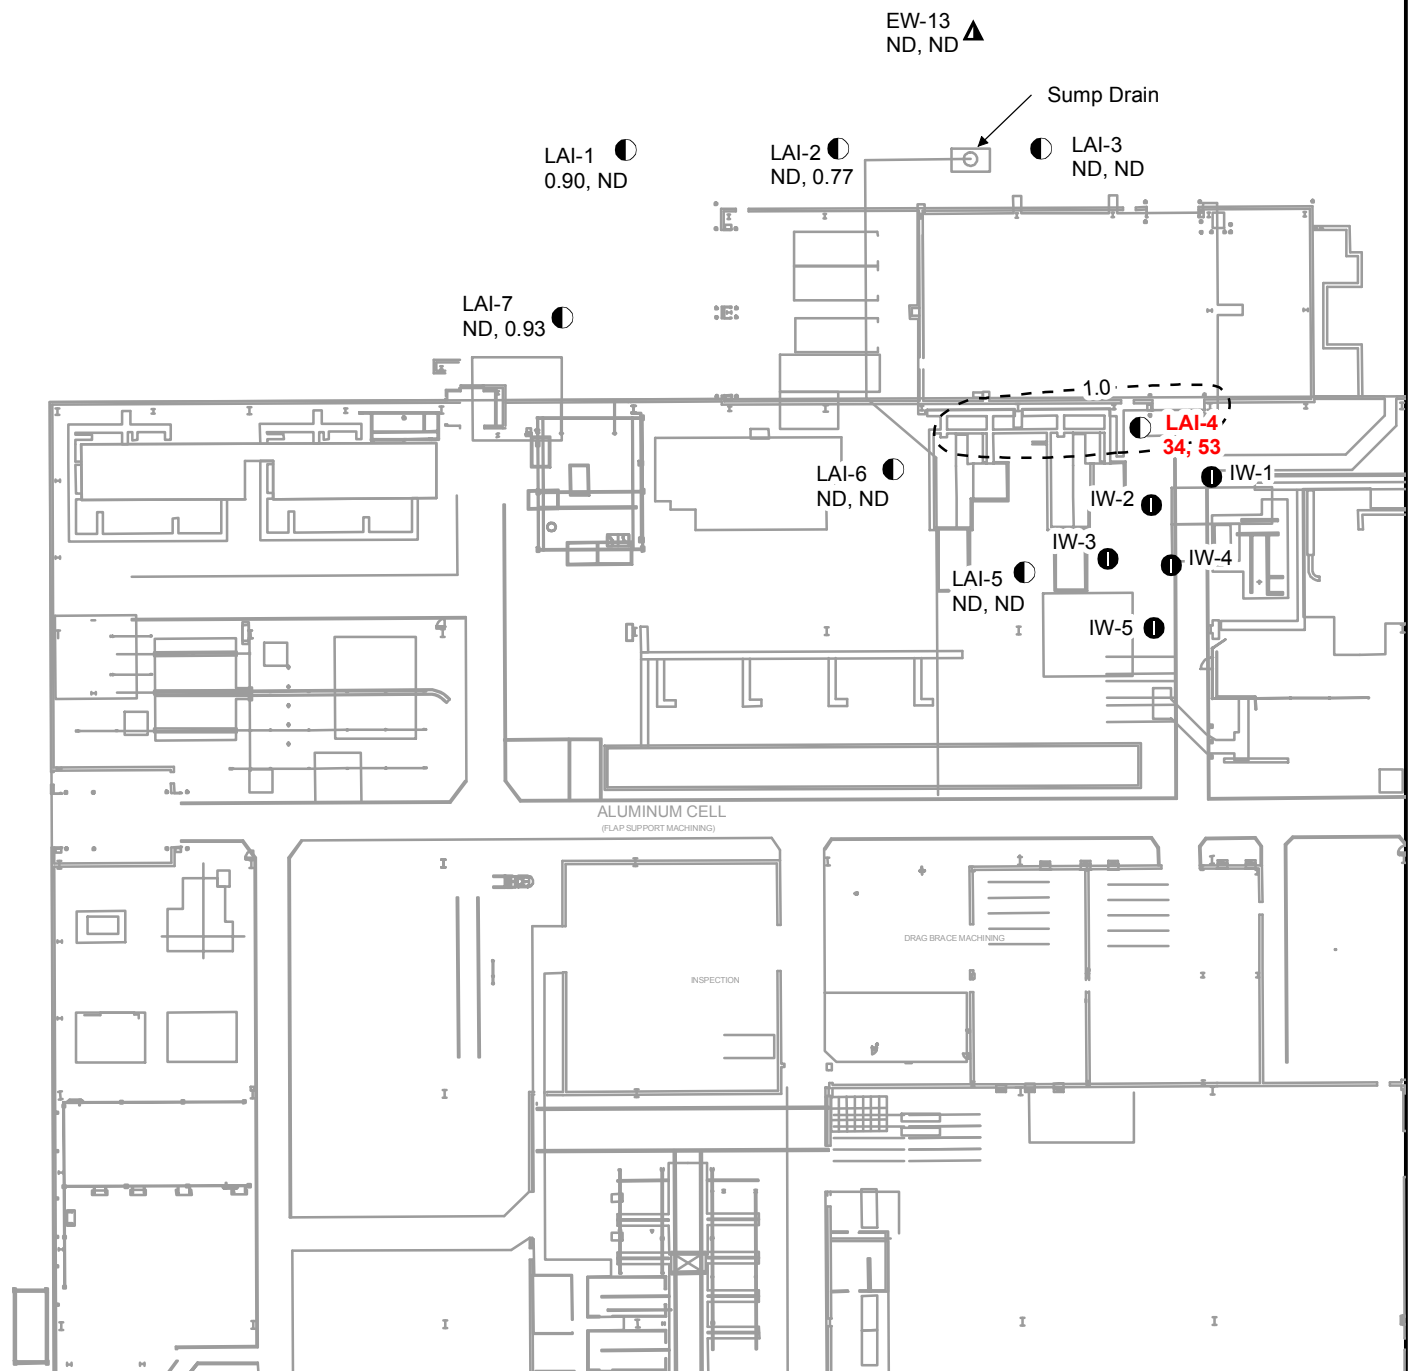 EW-13
ND, ND
Sump Drain
LAI-1
0.90, ND
LAI-2
ND, 0.77
LAI-3
ND, ND
LAI-7
ND, 0.93
1.0
LAI-4
34, 53
LAI-6
ND, ND
IW-1
IW-2
IW-3
IW-4
LAI-5
ND, ND
IW-5
ALUMINUM CELL
(FLAP SUPPORT MACHINING)
DRAG BRACE MACHINING
INSPECTION